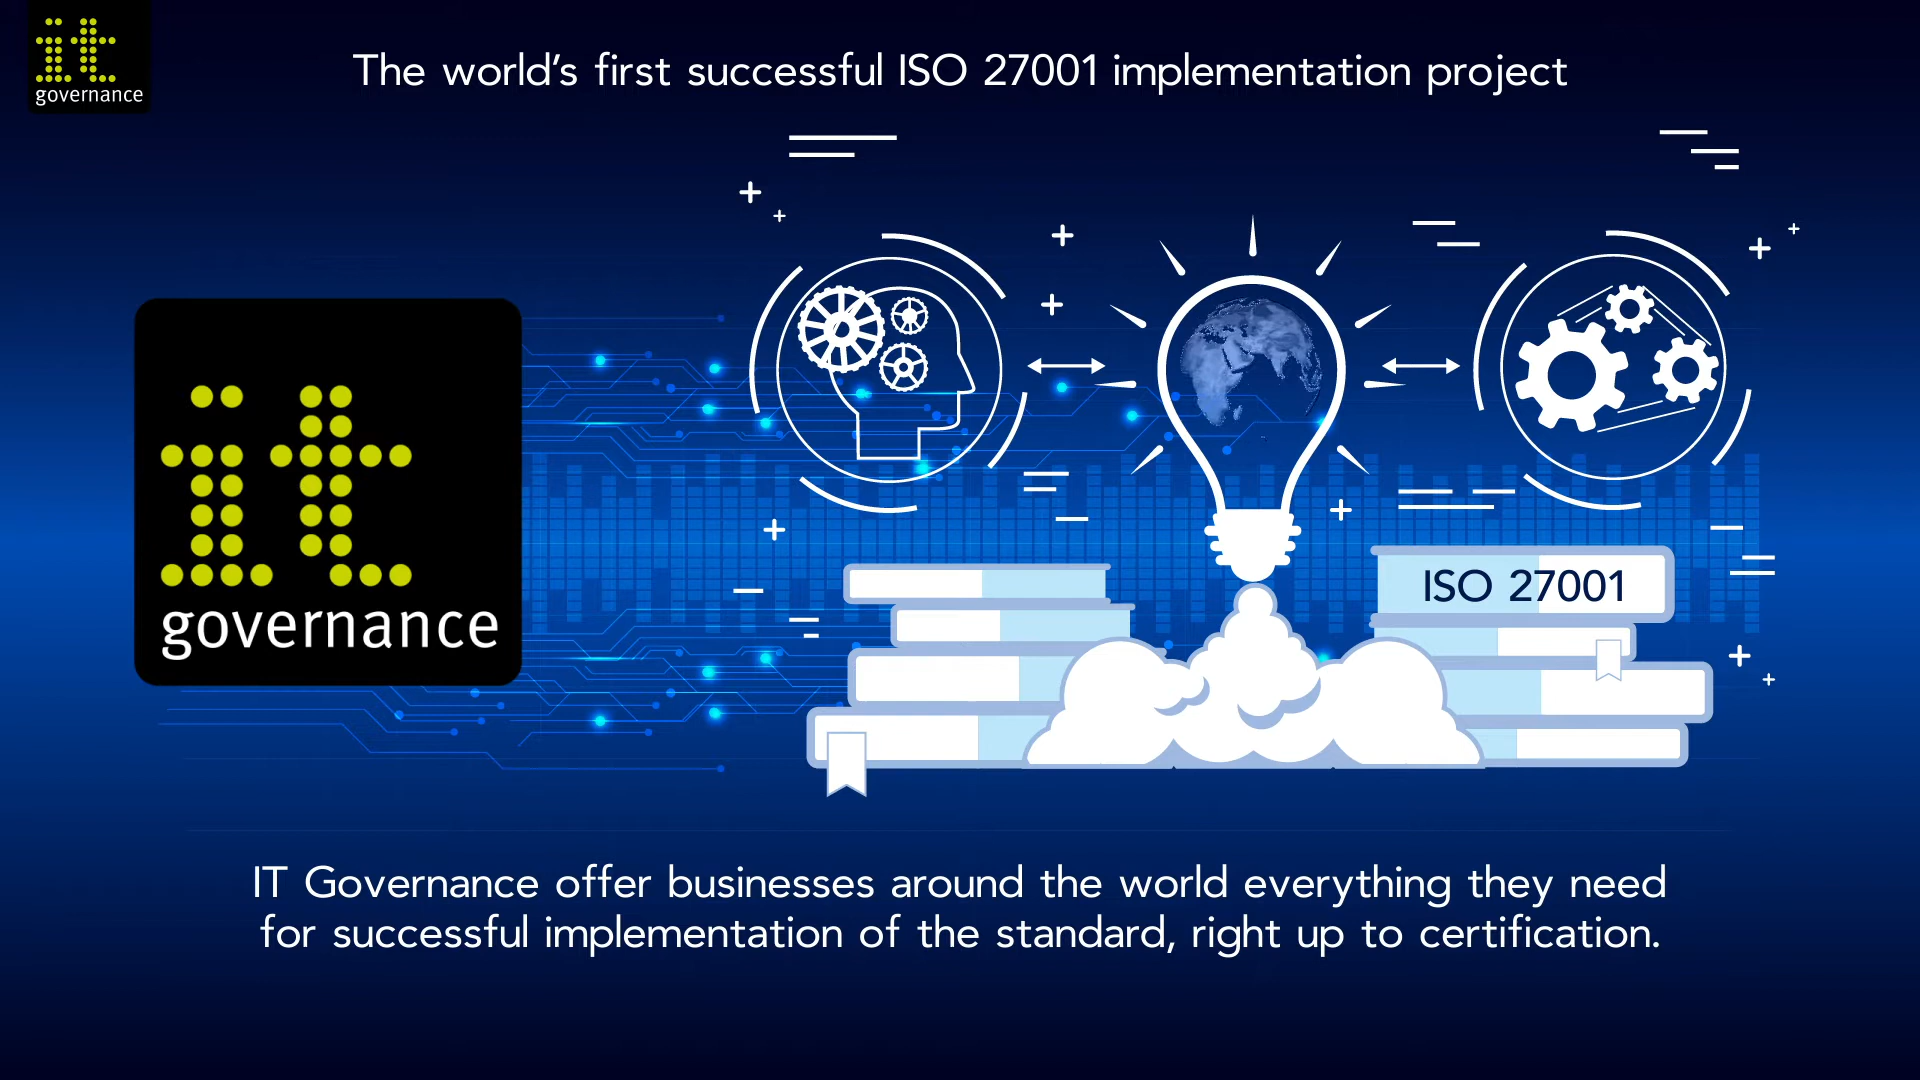 it
governance
The world’s first successful ISO 27001 implementation project
it
governance
ISO 27001
IT Governance offer businesses around the world everything they need
for successful implementation of the standard, right up to certification.